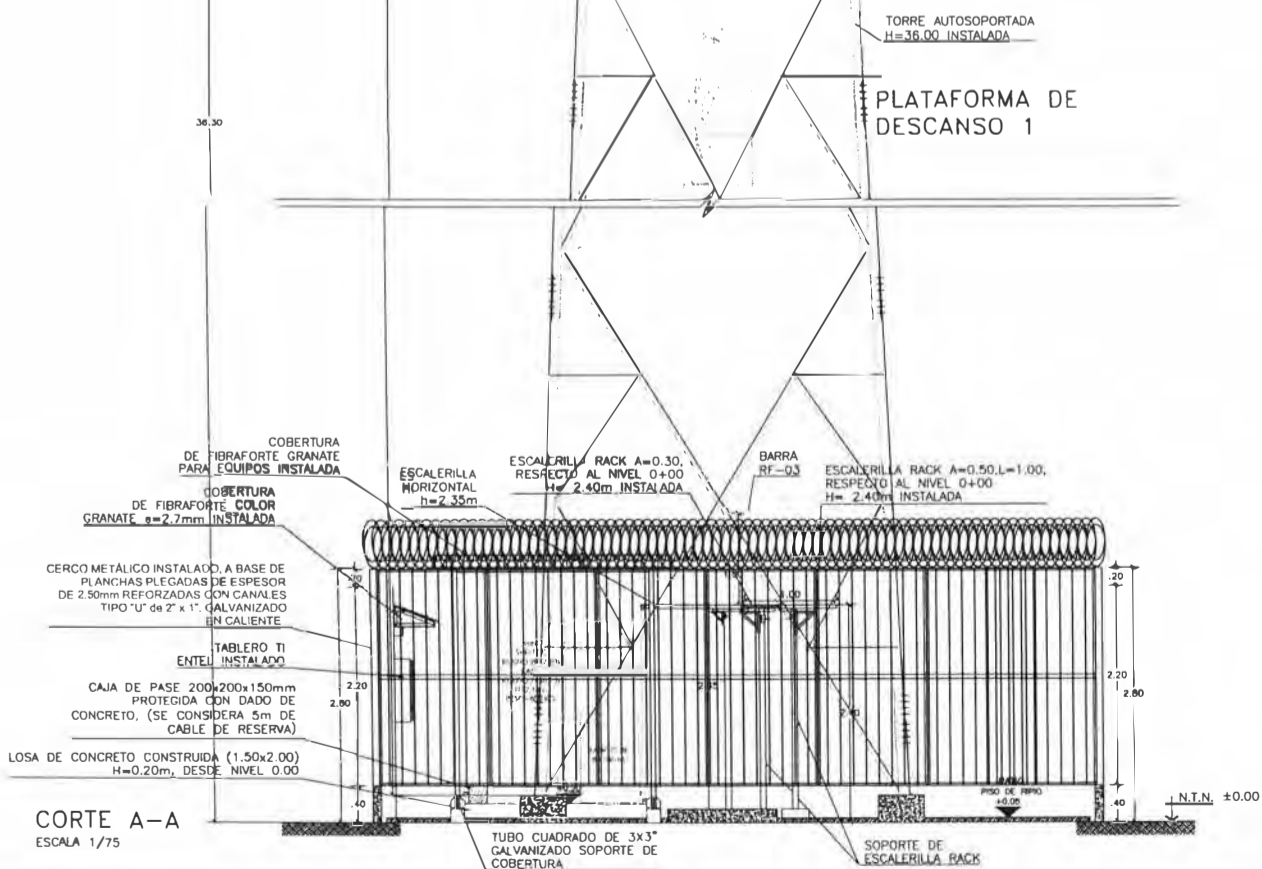 TORRE AUTOSOPORTADA
H=36.00 INSTALADA
PLATAFORMA DE
DESCANSO 1
36.30
COBERTURA
DE FIBRAFORTE GRANATE
PARA EQUIPOS INSTALADA
COBERTURA
DE FIBRAFORTE COLOR
GRANATE e=2.7mm INSTALADA
ESCALERILLA
HORIZONTAL
h=2.35m
ESCALERILLA RACK A=0.30,
RESPECTO AL NIVEL 0+00
H= 2.40m INSTALADA
BARRA
RF-03
ESCALERILLA RACK A=0.50,L=1.00,
RESPECTO AL NIVEL 0+00
H= 2.40m INSTALADA
CERCO METÁLICO INSTALADO, A BASE DE
PLANCHAS PLEGADAS DE ESPESOR
DE 2.50mm REFORZADAS CON CANALES
TIPO "U" de 2" x 1", GALVANIZADO
EN CALIENTE
TABLERO TI
ENTEL INSTALADO
CAJA DE PASE 200x200x150mm
PROTEGIDA CON DADO DE
CONCRETO, (SE CONSIDERA 5m DE
CABLE DE RESERVA)
LOSA DE CONCRETO CONSTRUIDA (1.50x2.00)
H=0.20m, DESDE NIVEL 0.00
.20
2.20
2.80
.40
1.00
.20
2.20
2.80
.40
PISO DE RIPIO
+0.05
N.T.N. ±0.00
CORTE A-A
ESCALA 1/75
TUBO CUADRADO DE 3X3"
GALVANIZADO SOPORTE DE
COBERTURA
SOPORTE DE
ESCALERILLA RACK